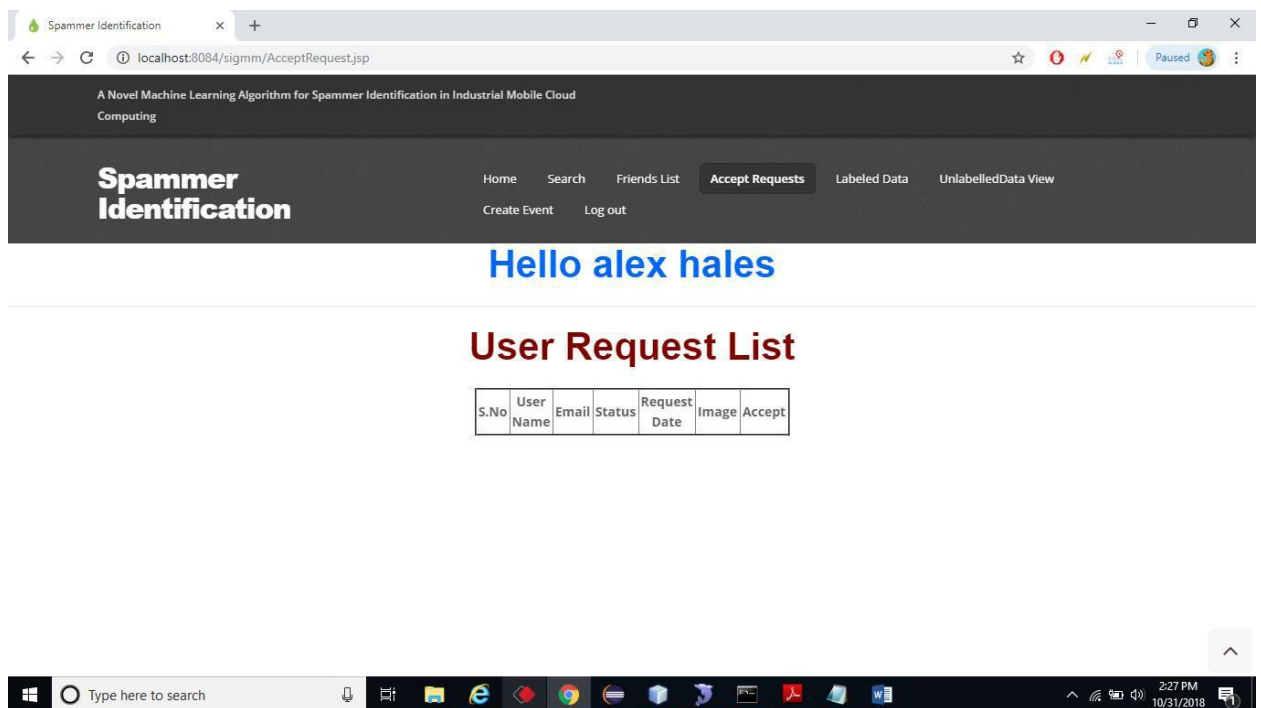 Spammer Identification
localhost:8084/sigmm/AcceptRequest.jsp
Paused
A Novel Machine Learning Algorithm for Spammer Identification in Industrial Mobile Cloud
Computing
Spammer
Identification
Home Search Friends List Accept Requests Labeled Data UnlabelledData View
Create Event Log out
Hello alex hales
User Request List
S.No User Name Email Status Request Date Image Accept
Type here to search
2:27 PM
10/31/2018